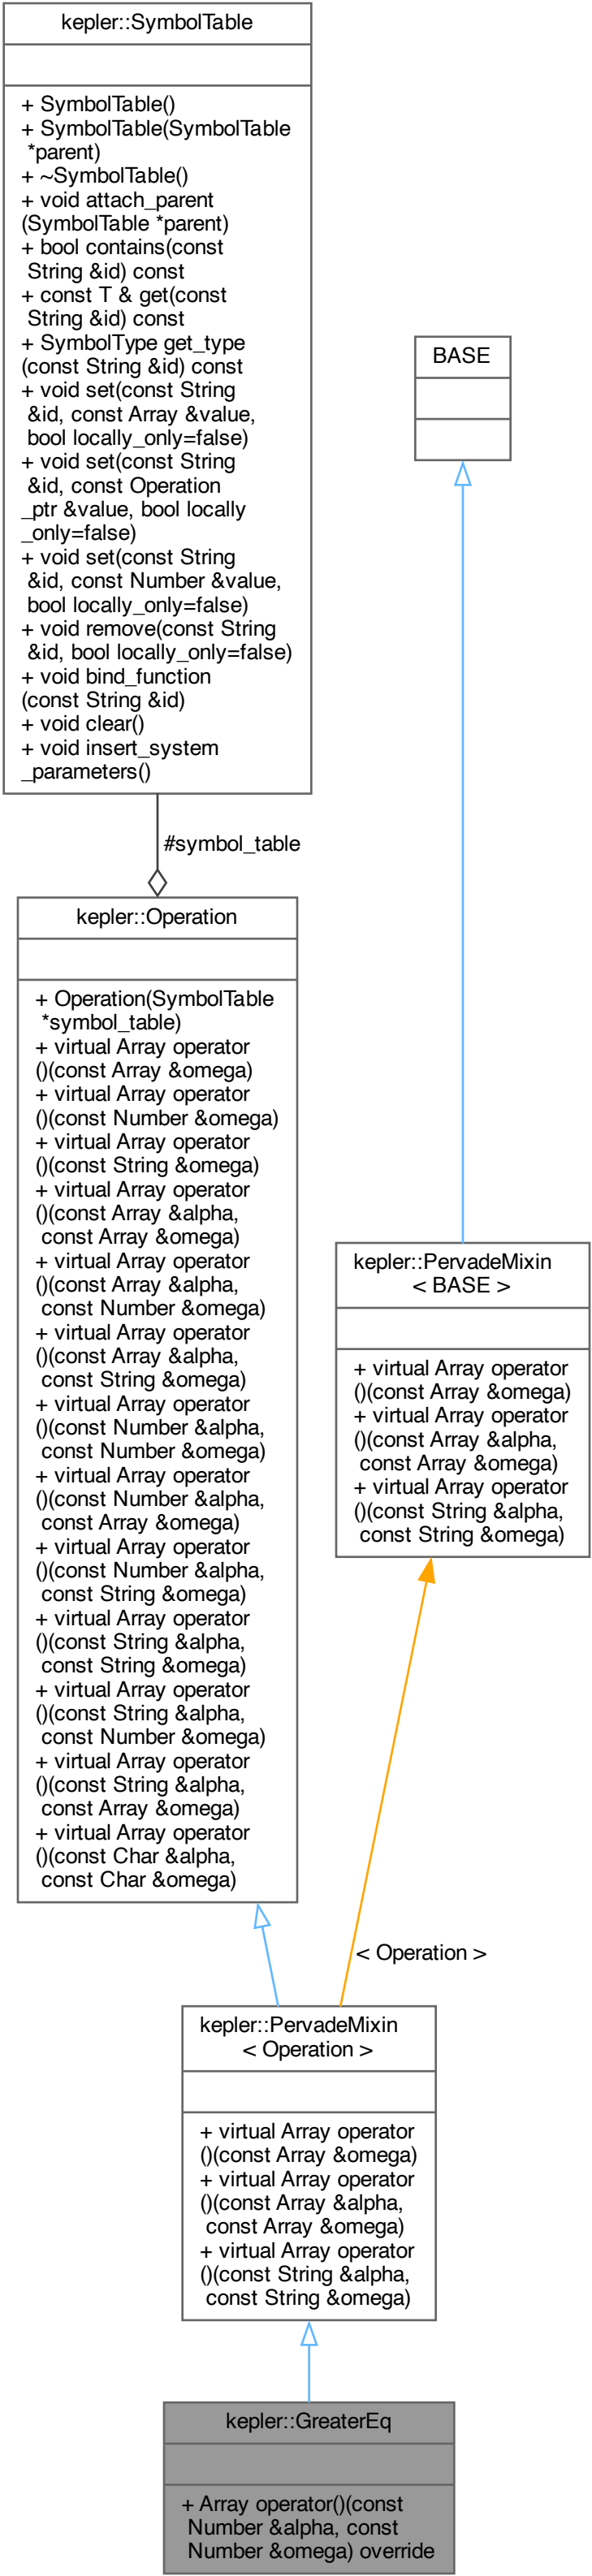 kepler::SymbolTable
+ SymbolTable()
+ SymbolTable(SymbolTable
*parent)
+ ~SymbolTable()
+ void attach_parent
(SymbolTable *parent)
+ bool contains(const
String &id) const
+ const T & get(const
String &id) const
+ SymbolType get_type
(const String &id) const
+ void set(const String
&id, const Array &value,
bool locally_only=false)
+ void set(const String
&id, const Operation
_ptr &value, bool locally
_only=false)
+ void set(const String
&id, const Number &value,
bool locally_only=false)
+ void remove(const String
&id, bool locally_only=false)
+ void bind_function
(const String &id)
+ void clear()
+ void insert_system
_parameters()
BASE
#symbol_table
kepler::Operation
+ Operation(SymbolTable
*symbol_table)
+ virtual Array operator
()(const Array &omega)
+ virtual Array operator
()(const Number &omega)
+ virtual Array operator
()(const String &omega)
+ virtual Array operator
()(const Array &alpha,
const Array &omega)
+ virtual Array operator
()(const Array &alpha,
const Number &omega)
+ virtual Array operator
()(const Array &alpha,
const String &omega)
+ virtual Array operator
()(const Number &alpha,
const Number &omega)
+ virtual Array operator
()(const Number &alpha,
const Array &omega)
+ virtual Array operator
()(const Number &alpha,
const String &omega)
+ virtual Array operator
()(const String &alpha,
const String &omega)
+ virtual Array operator
()(const String &alpha,
const Number &omega)
+ virtual Array operator
()(const String &alpha,
const Array &omega)
+ virtual Array operator
()(const Char &alpha,
const Char &omega)
kepler::PervadeMixin
< BASE >
+ virtual Array operator
()(const Array &omega)
+ virtual Array operator
()(const Array &alpha,
const Array &omega)
+ virtual Array operator
()(const String &alpha,
const String &omega)
< Operation >
kepler::PervadeMixin
< Operation >
+ virtual Array operator
()(const Array &omega)
+ virtual Array operator
()(const Array &alpha,
const Array &omega)
+ virtual Array operator
()(const String &alpha,
const String &omega)
kepler::GreaterEq
+ Array operator()(const
Number &alpha, const
Number &omega) override